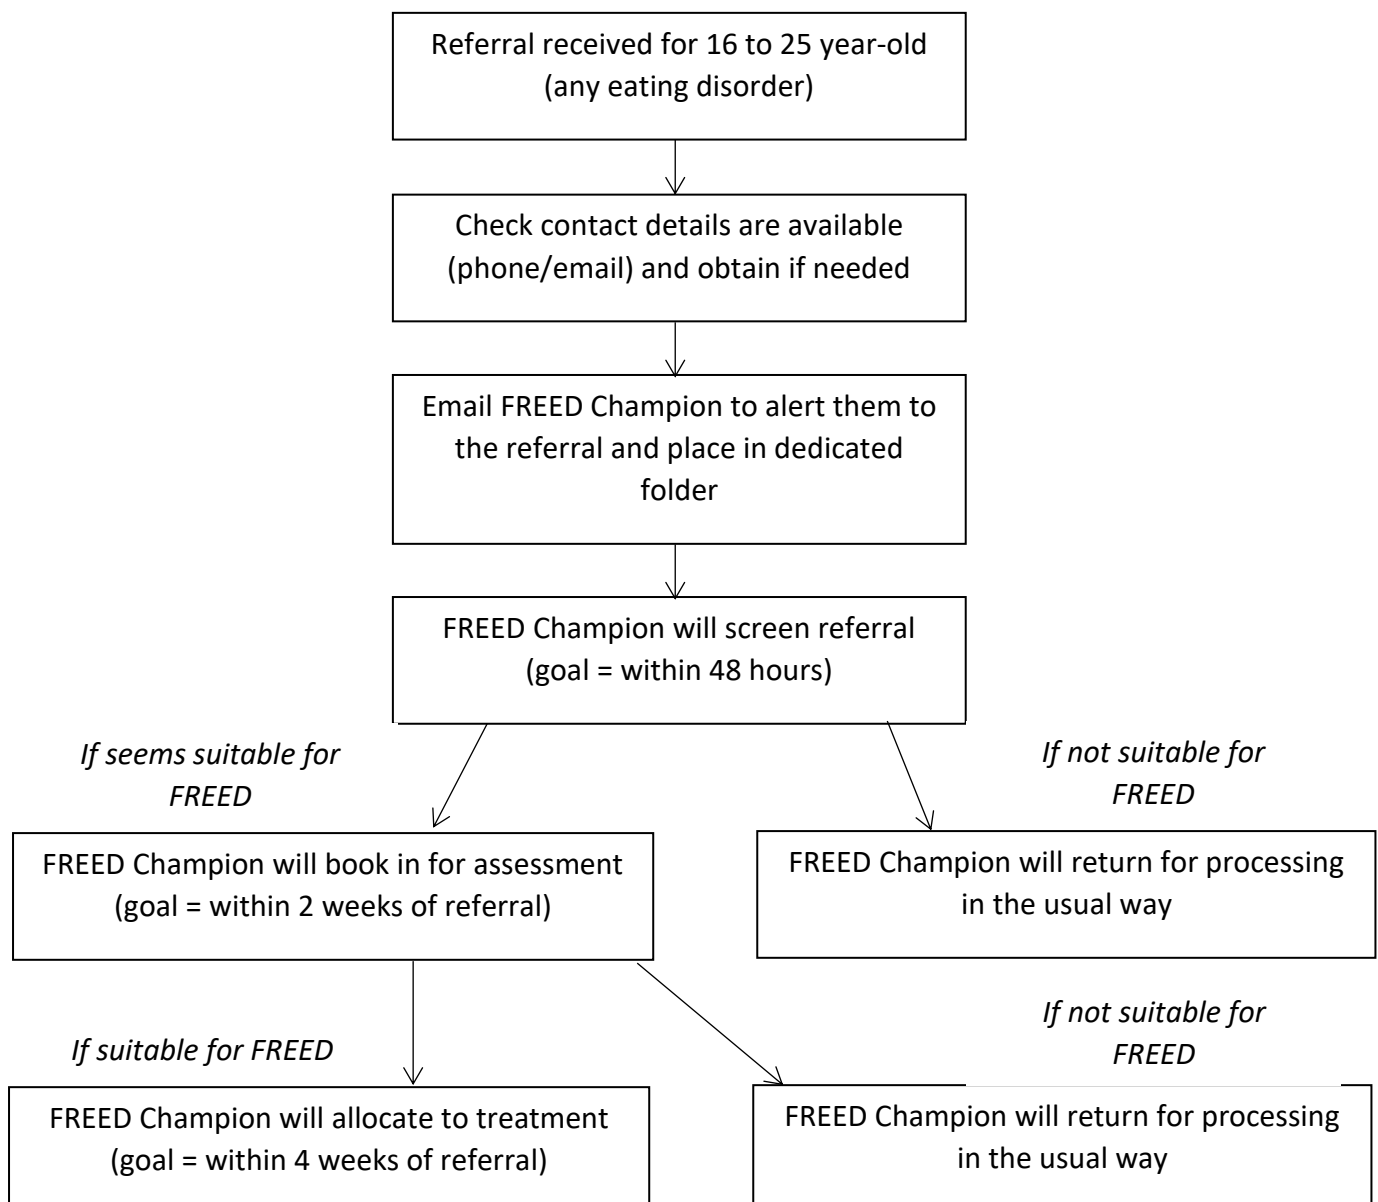 Referral received for 16 to 25 year-old
(any eating disorder)
Check contact details are available
(phone/email) and obtain if needed
Email FREED Champion to alert them to
the referral and place in dedicated
folder
FREED Champion will screen referral
(goal = within 48 hours)
If seems suitable for
FREED
If not suitable for
FREED
FREED Champion will book in for assessment
(goal = within 2 weeks of referral)
FREED Champion will return for processing
in the usual way
If suitable for FREED
If not suitable for
FREED
FREED Champion will allocate to treatment
(goal = within 4 weeks of referral)
FREED Champion will return for processing
in the usual way